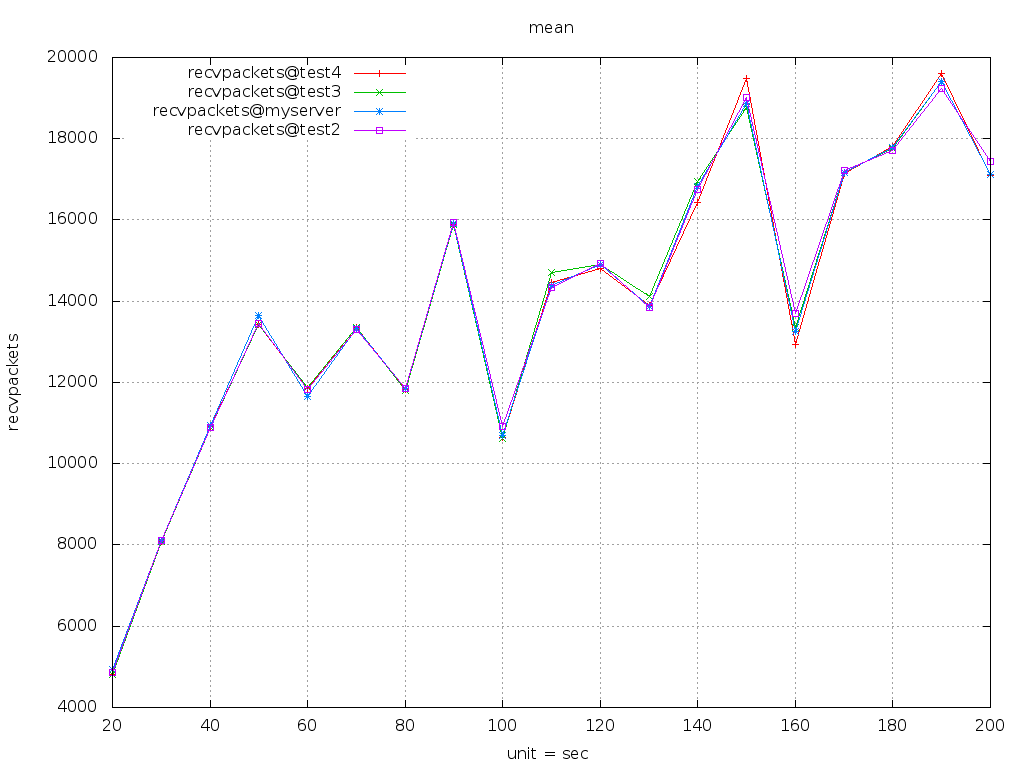 mean
20000
18000
16000
14000
12000
10000
8000
6000
4000
recvpackets@test4
recvpackets@test3
recvpackets@myserver
recvpackets@test2
recvpackets
20 40 60 80 100 120 140 160 180 200
unit = sec